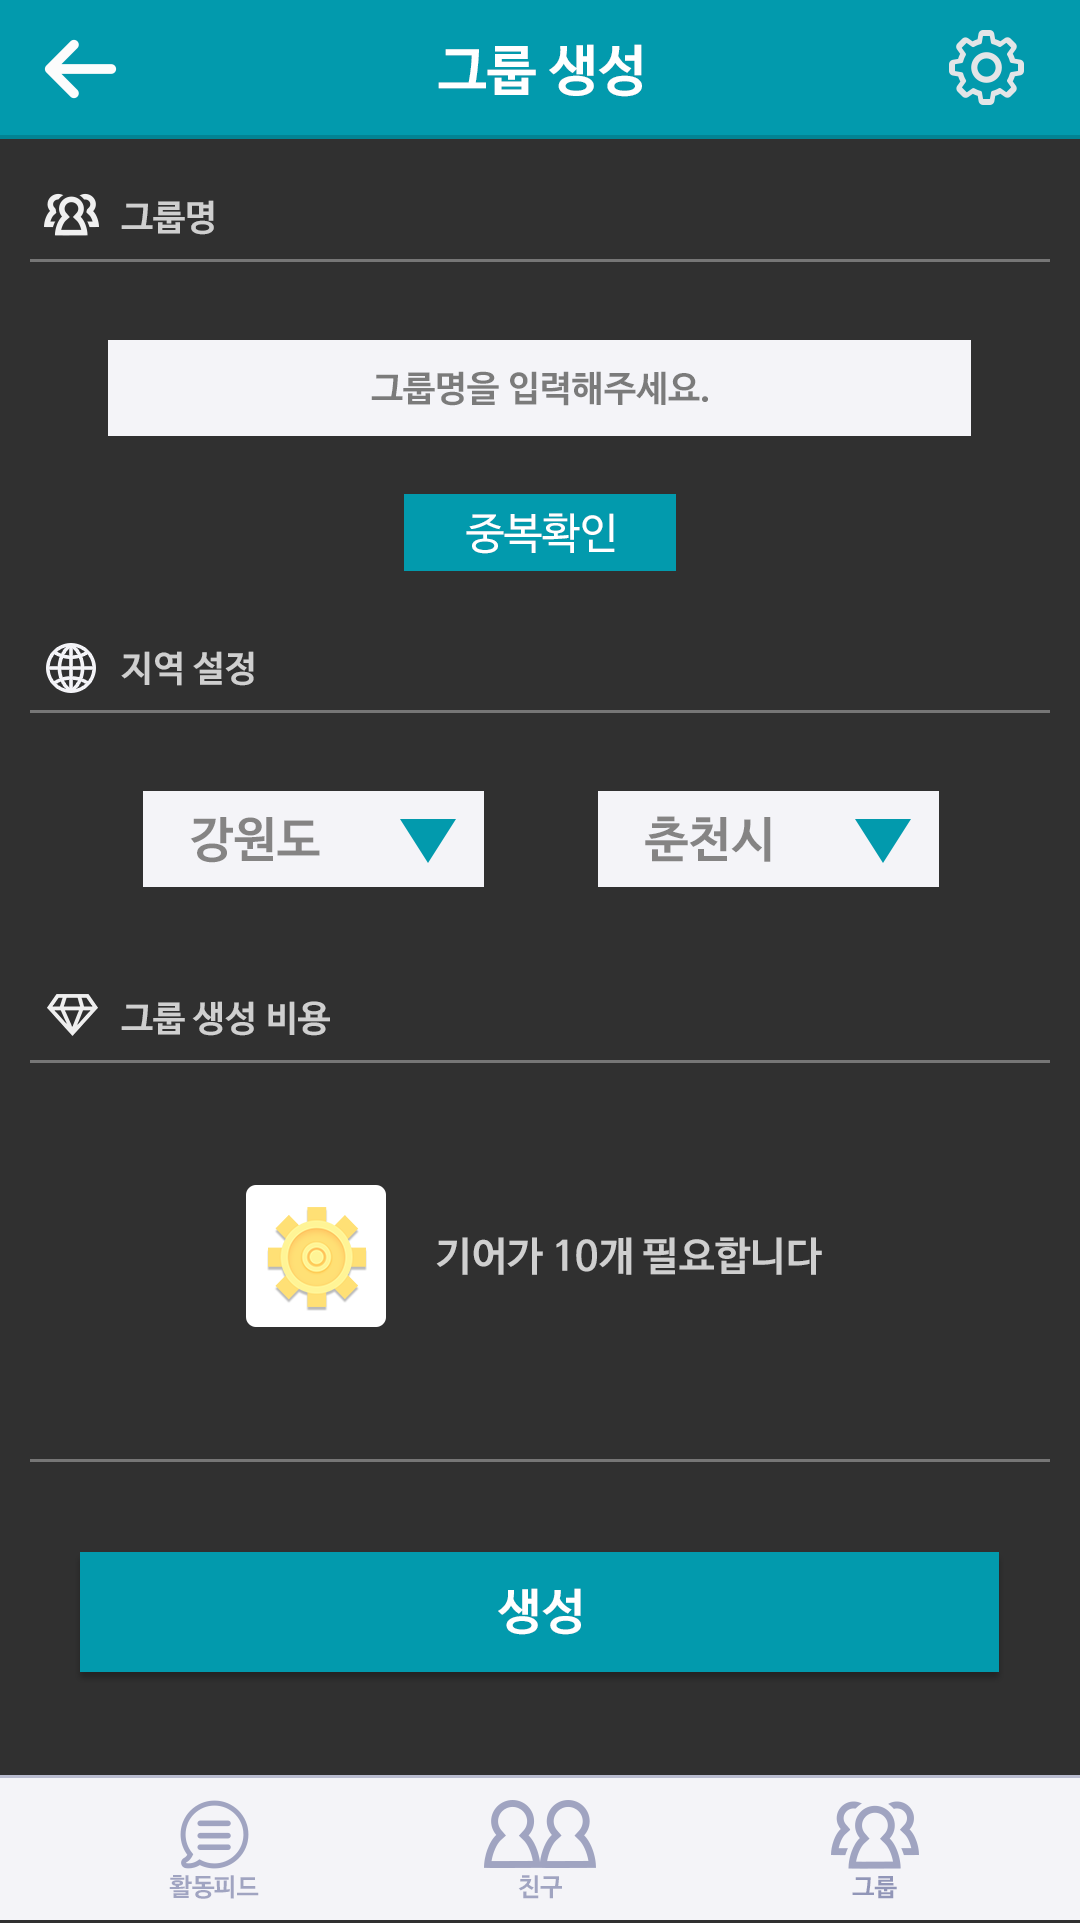 그룹 생성
그룹명
그룹명을 입력해주세요.
중복확인
지역 설정
강원도
춘천시
그룹 생성 비용
기어가 10개 필요합니다
생성
활동피드
친구
그룹